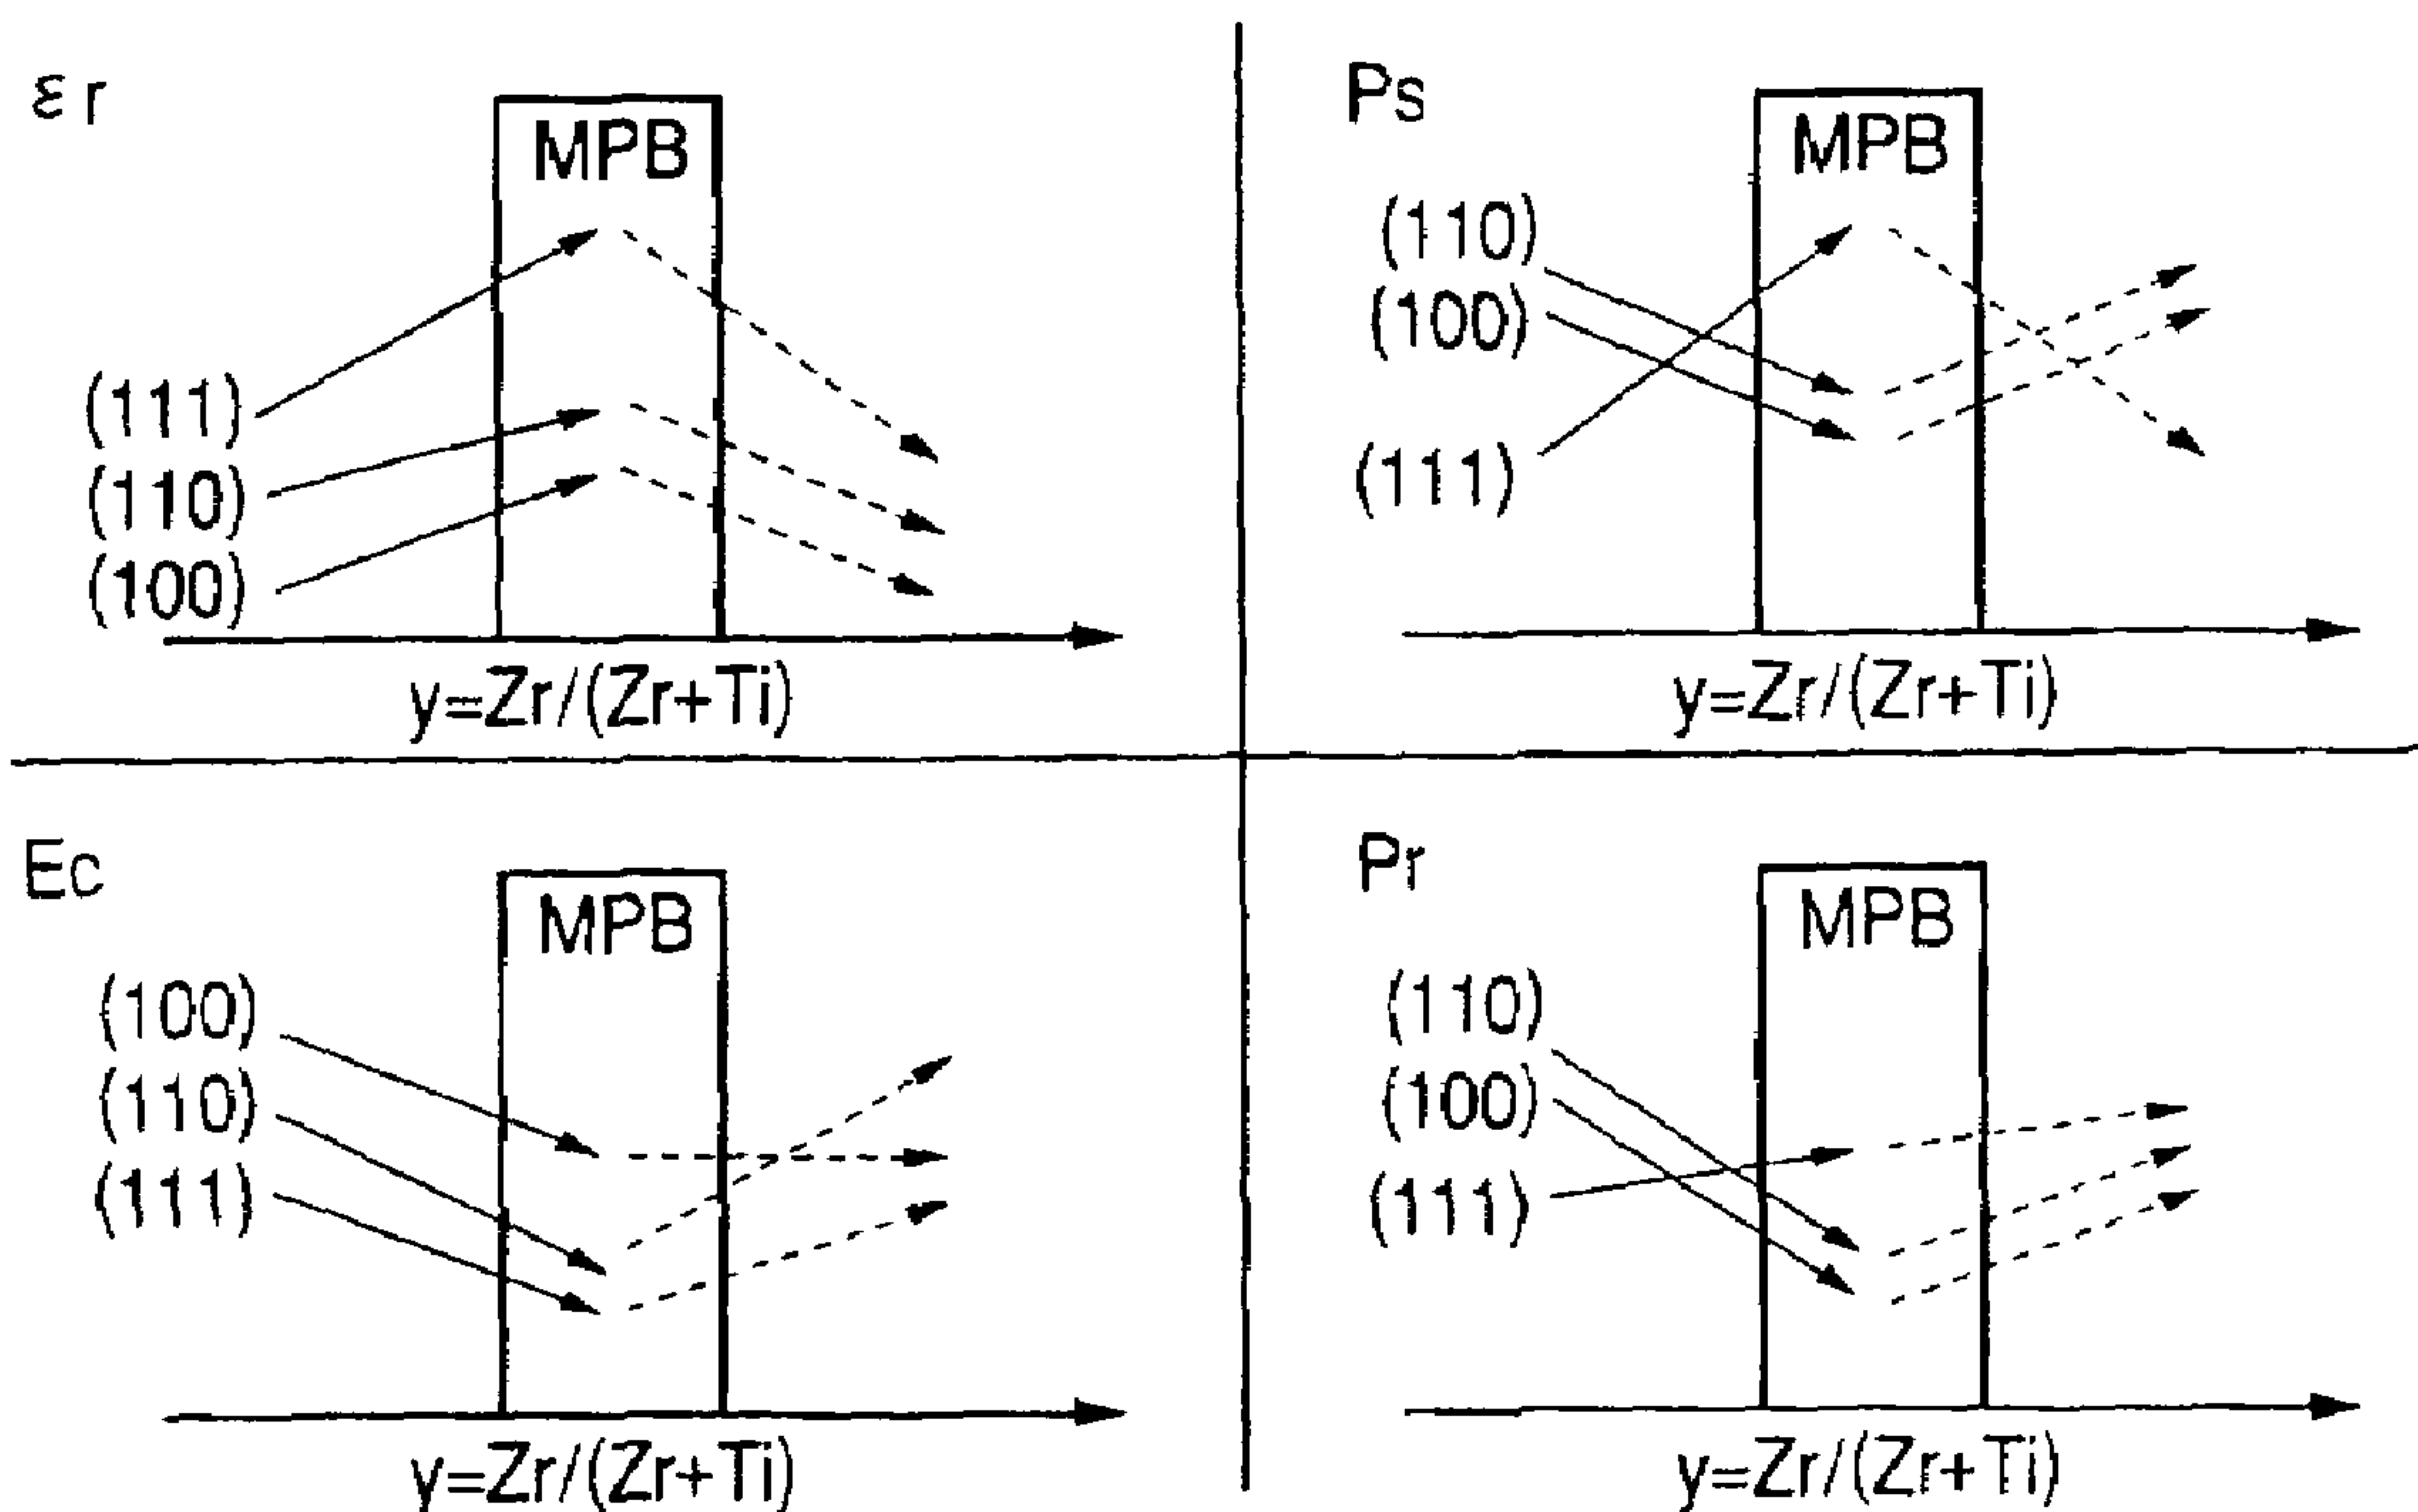 εr
MPB
(111)
(110)
(100)
y=Zr/(Zr+Ti)
Ps
MPB
(110)
(100)
(111)
y=Zr/(Zr+Ti)
Ec
MPB
(100)
(110)
(111)
y=Zr/(Zr+Ti)
Pr
MPB
(110)
(100)
(111)
y=Zr/(Zr+Ti)